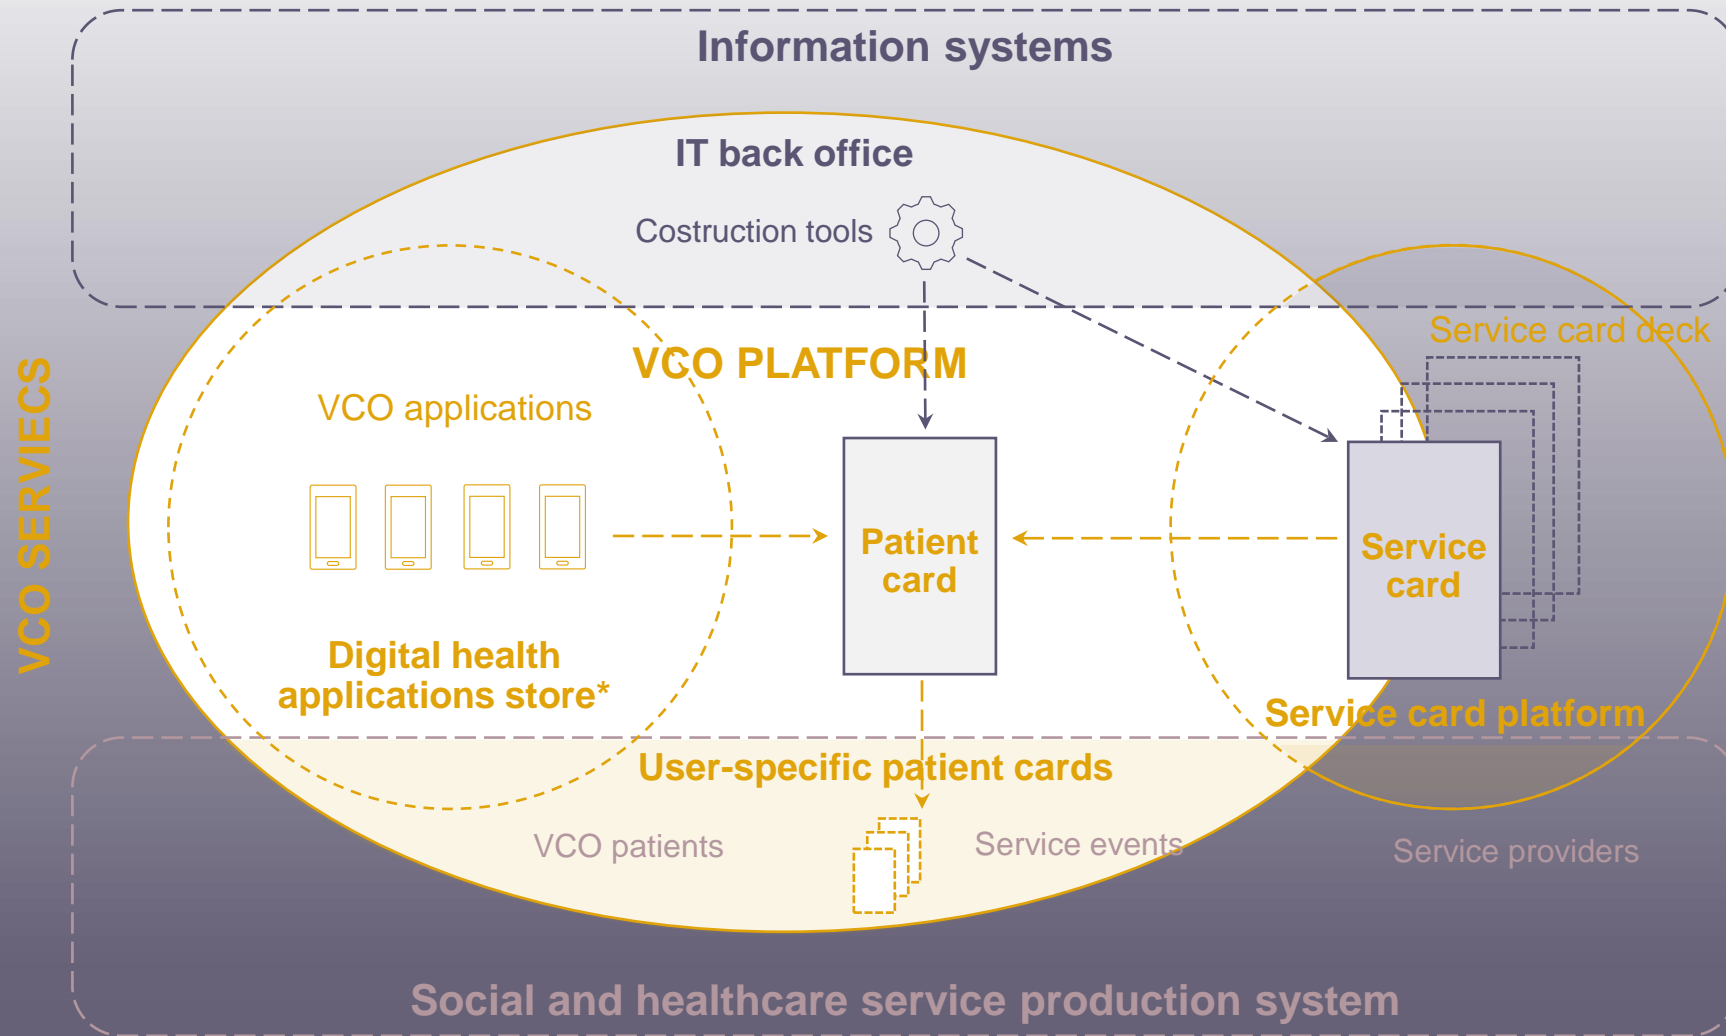 Information systems
IT back office
Costruction tools
Service card deck
VCO PLATFORM
VCO applications
VCO SERVIECS
Patient
card
Service
card
Digital health
applications store*
Service card platform
User-specific patient cards
VCO patients
Service events
Service providers
Social and healthcare service production system